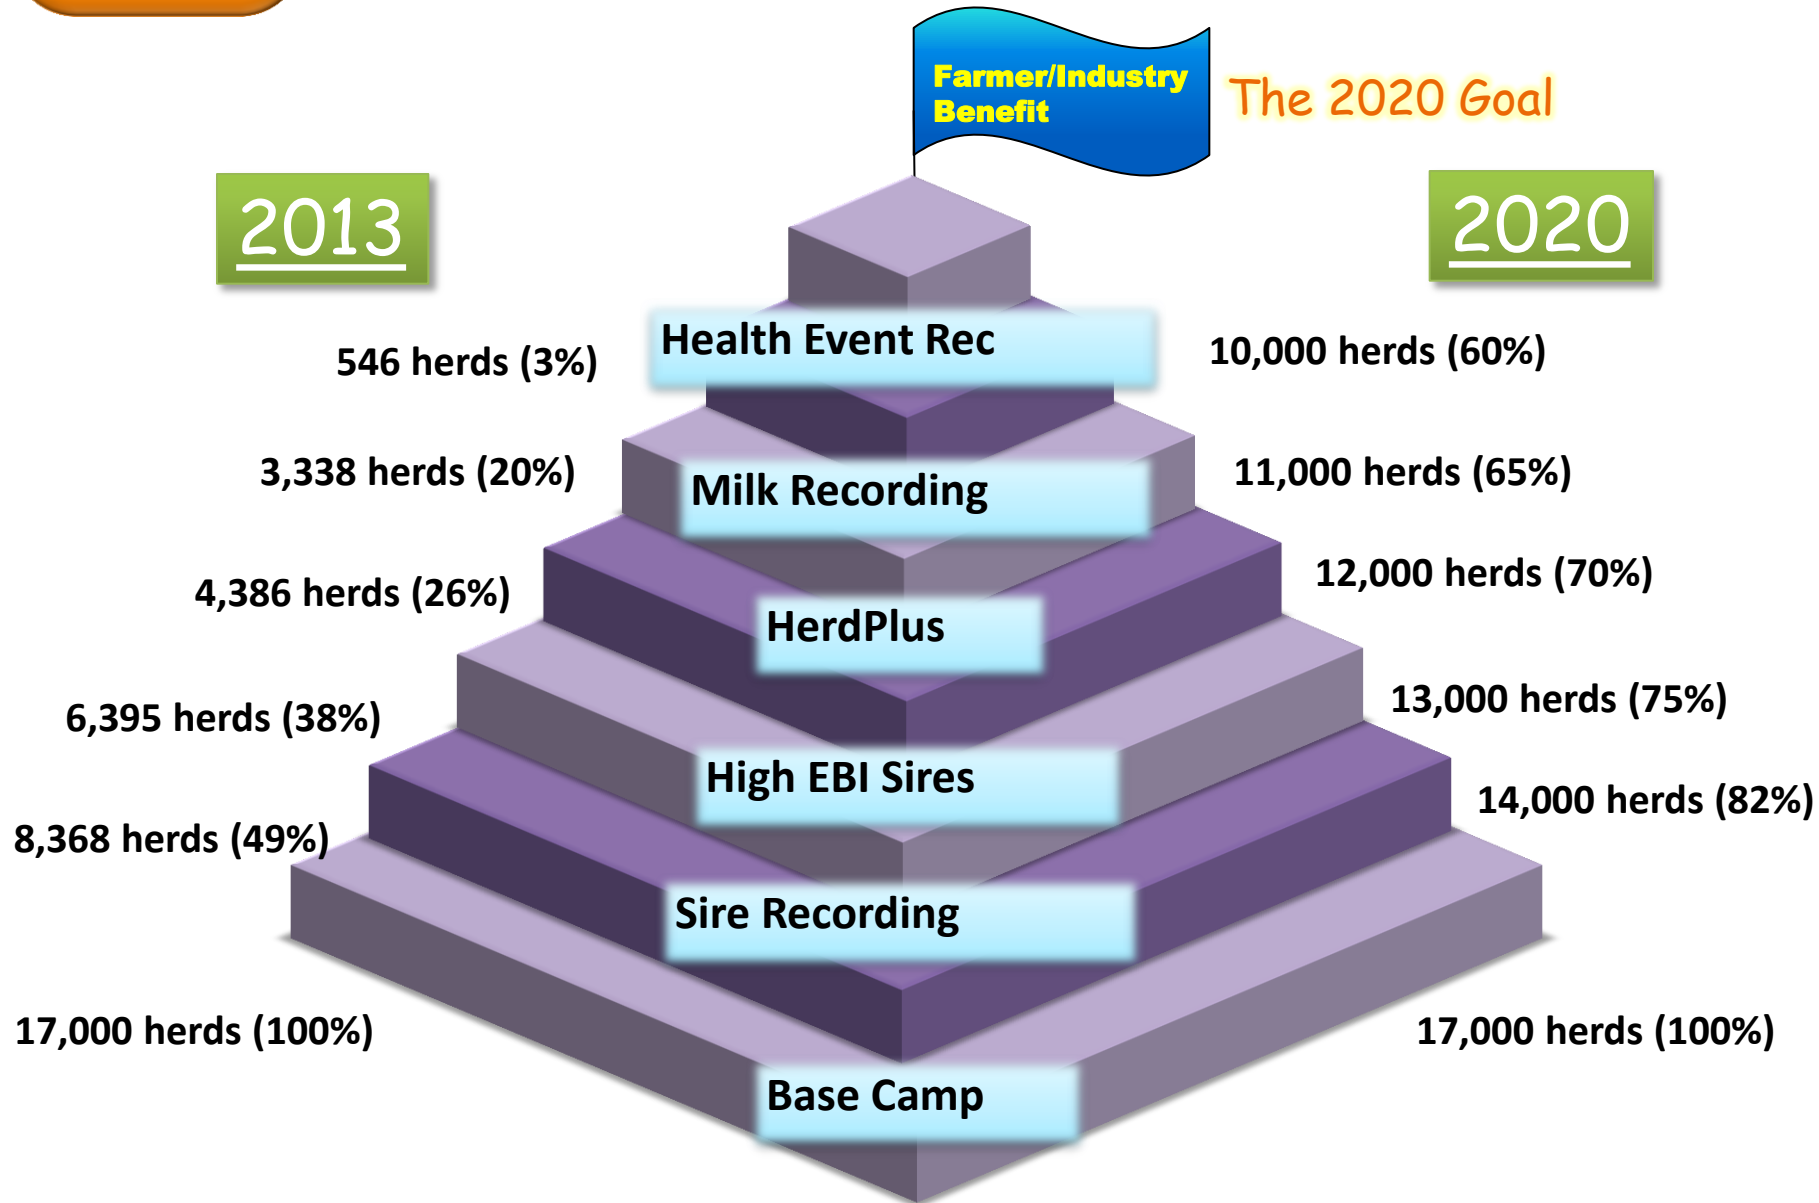 Farmer/Industry
Benefit
The 2020 Goal
2013
2020
546 herds (3%)
Health Event Rec
10,000 herds (60%)
3,338 herds (20%)
Milk Recording
11,000 herds (65%)
4,386 herds (26%)
HerdPlus
12,000 herds (70%)
6,395 herds (38%)
High EBI Sires
13,000 herds (75%)
8,368 herds (49%)
Sire Recording
14,000 herds (82%)
17,000 herds (100%)
Base Camp
17,000 herds (100%)